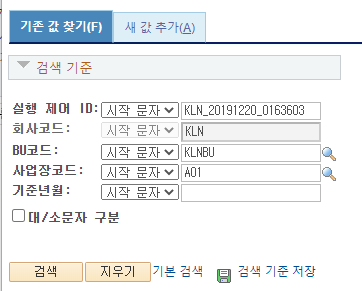 기존 값 찾기(F) 새 값 추가(A)
검색 기준
실행 제어 ID: 시작 문자 KLN_20191220_0163603
회사코드: 시작 문자 KLN
BU코드: 시작 문자 KLNBU
사업장코드: 시작 문자 A01
기준년월: 시작 문자
대/소문자 구분
검색 지우기 기본 검색 검색 기준 저장